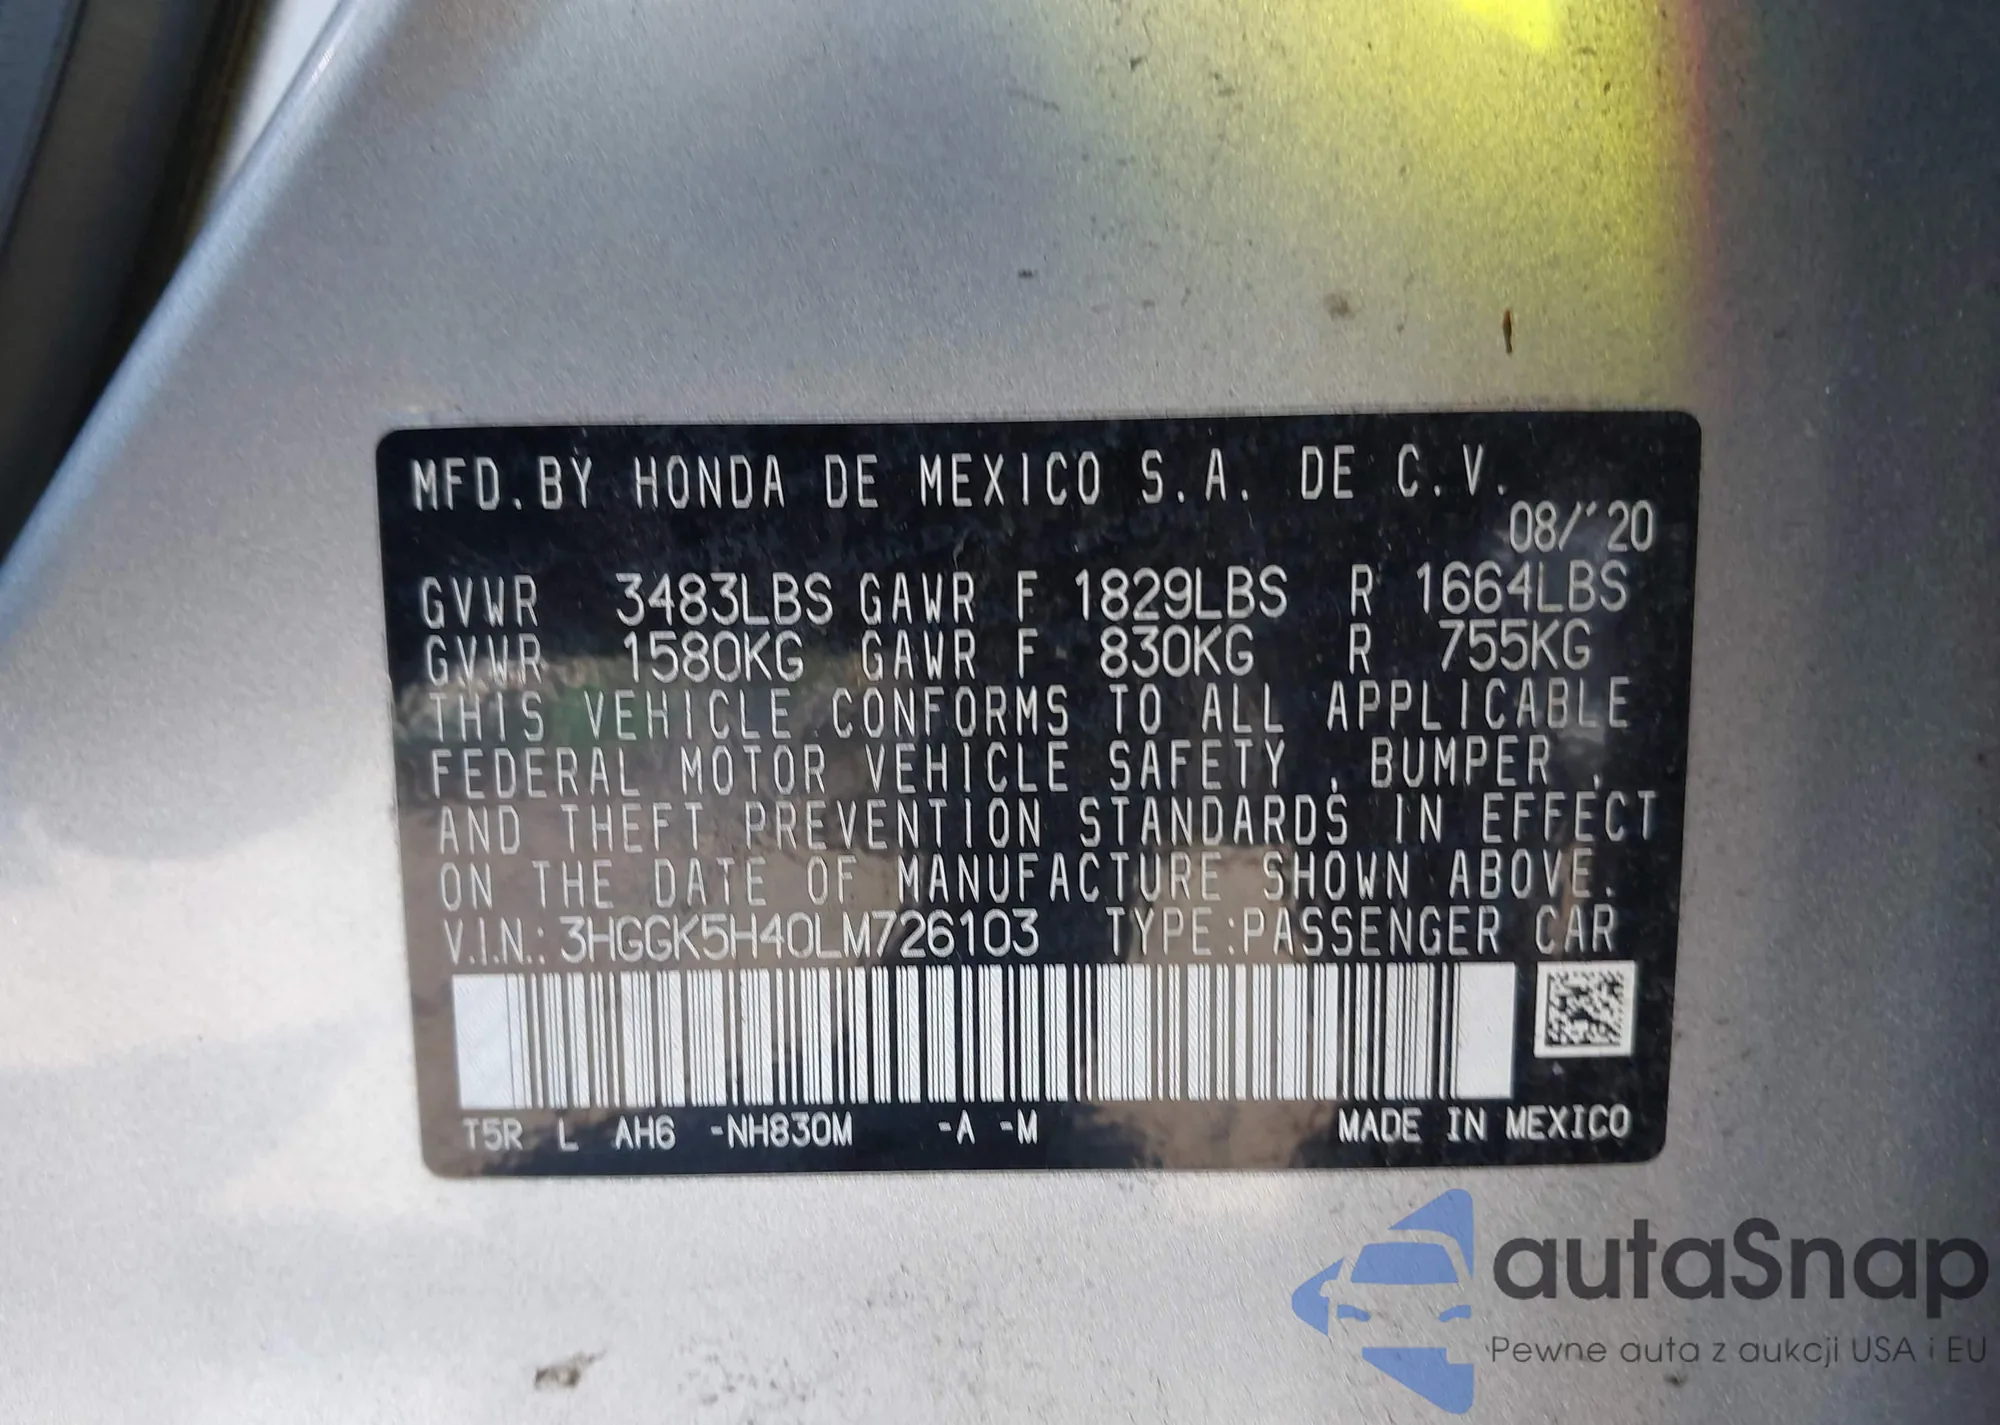 MFD. BY HONDA DE MEXICO S.A. DE C.V.
08/'20
GVWR 3483LBS GAWR F 1829LBS R 1664LBS
GVWR 1580KG GAWR F 830KG R 755KG
THIS VEHICLE CONFORMS TO ALL APPLICABLE
FEDERAL MOTOR VEHICLE SAFETY , BUMPER ,
AND THEFT PREVENTION STANDARDS IN EFFECT
ON THE DATE OF MANUFACTURE SHOWN ABOVE.
V.I.N.: 3HGGK5H40LM726103 TYPE:PASSENGER CAR
T5R L AH6 -NH830M -A -M MADE IN MEXICO
autaSnap
Pewne auta z aukcji USA i EU